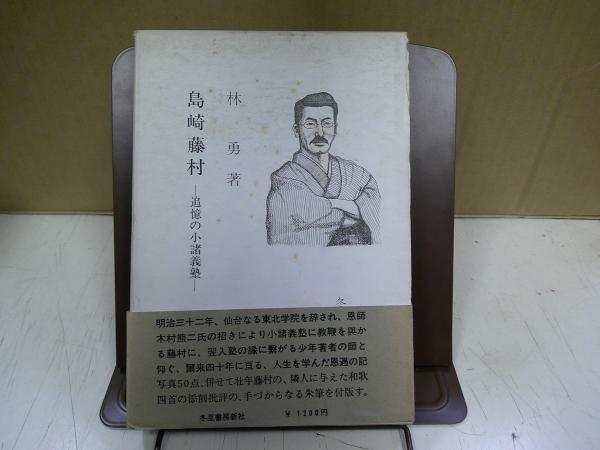 林 勇 著
島崎藤村
―追憶の小諸義塾―
冬
明治三十二年、仙台なる東北学院を辞され、恩師
木村熊二氏の招きにより小諸義塾に教鞭を與か
る藤村に、翌入塾の縁に繋がる少年著者の師と
仰ぐ、爾来四十年に亘る、人生を学んだ恩遇の記
写真50点、併せて壮年藤村の、隣人に与えた和歌
四首の添削批評の、手づからなる朱筆を付版す。
冬至書房新社 ¥1200円